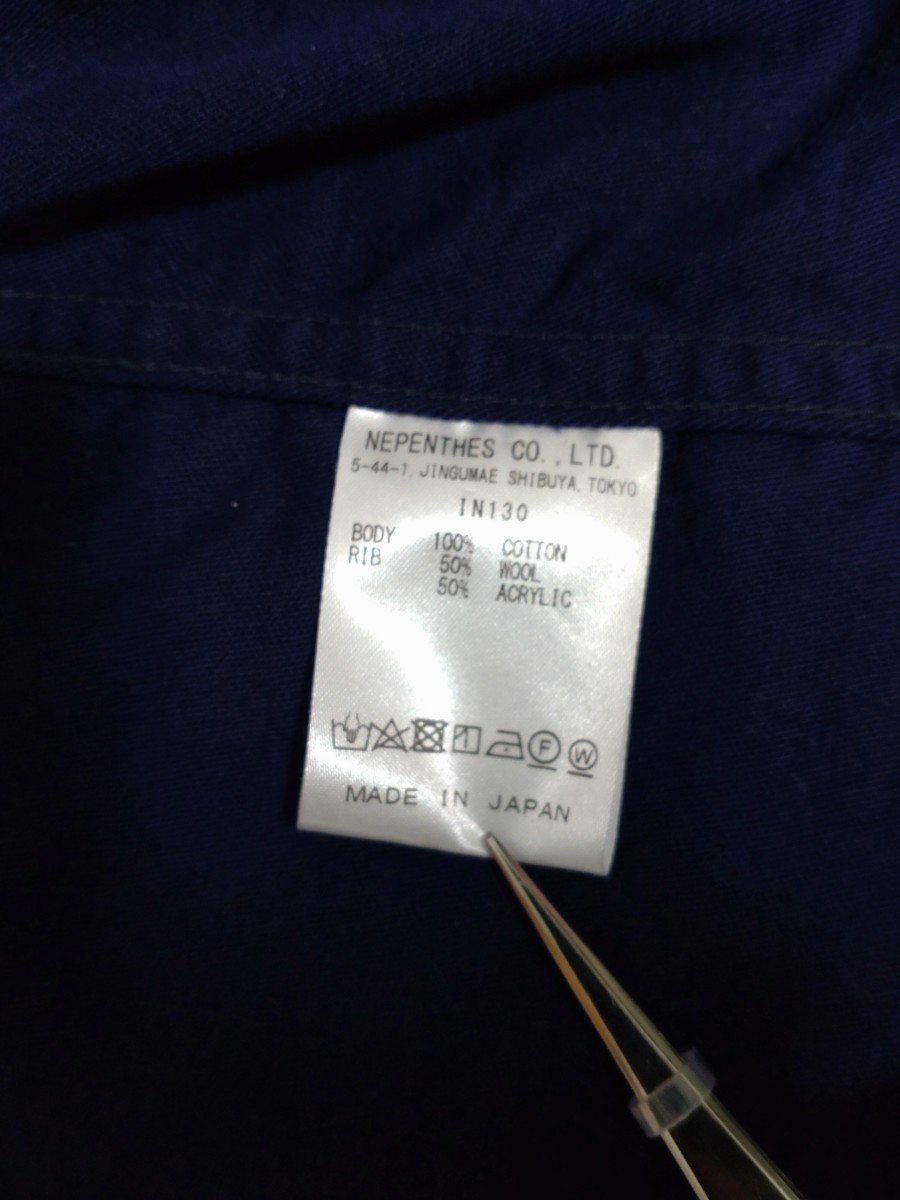 NEPENTHES CO., LTD.
5-44-1, JINGUMAE SHIBUYA, TOKYO
IN130
BODY 100% COTTON
RIB 50% WOOL
50% ACRYLIC
F W
MADE IN JAPAN